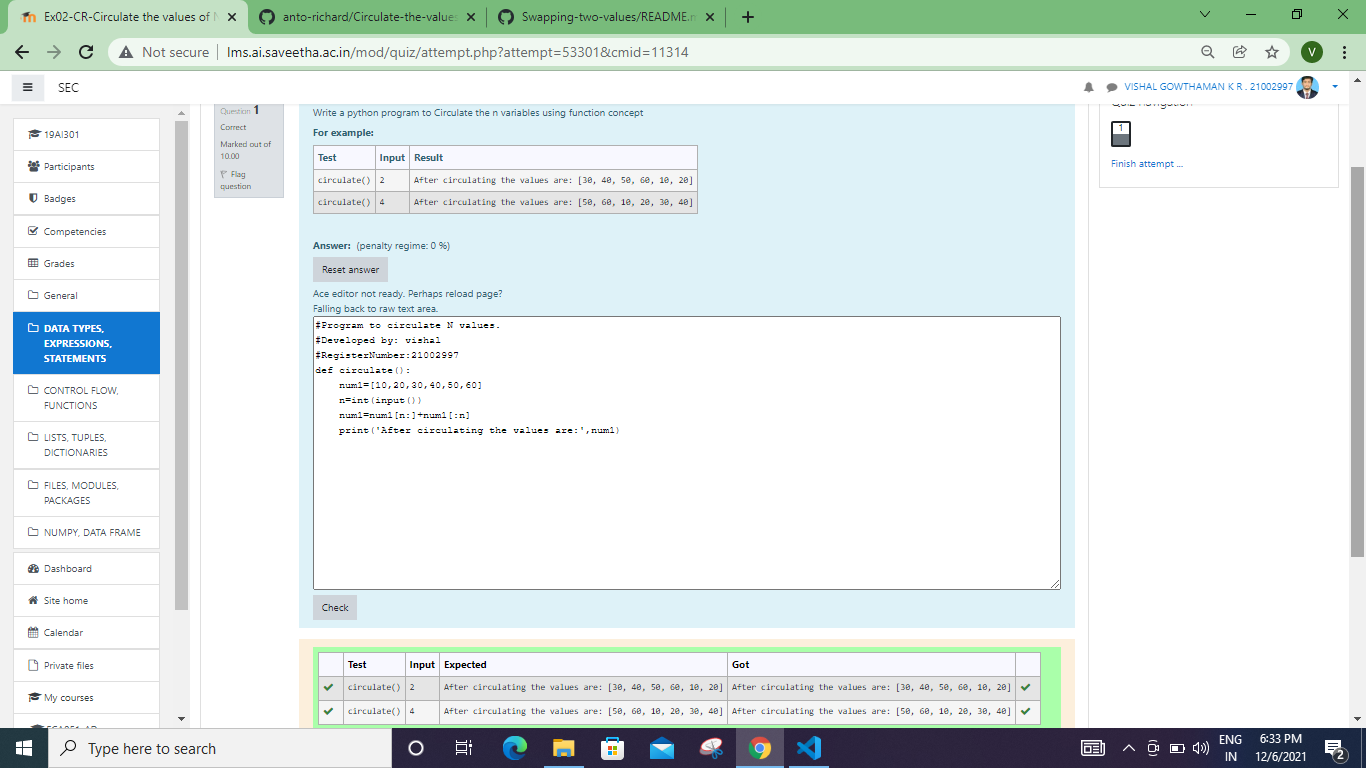 Ex02-CR-Circulate the values of N
anto-richard/Circulate-the-values
Swapping-two-values/README.m
Not secure
lms.ai.saveetha.ac.in/mod/quiz/attempt.php?attempt=53301&cmid=11314
V
SEC
VISHAL GOWTHAMAN K R . 21002997
19AI301
Participants
Badges
Competencies
Grades
General
DATA TYPES,
EXPRESSIONS,
STATEMENTS
CONTROL FLOW,
FUNCTIONS
LISTS, TUPLES,
DICTIONARIES
FILES, MODULES,
PACKAGES
NUMPY, DATA FRAME
Dashboard
Site home
Calendar
Private files
My courses
Question 1
Correct
Marked out of
10.00
Flag
question
Write a python program to Circulate the n variables using function concept
For example:
Test Input Result
circulate() 2 After circulating the values are: [30, 40, 50, 60, 10, 20]
circulate() 4 After circulating the values are: [50, 60, 10, 20, 30, 40]
Answer: (penalty regime: 0 %)
Reset answer
Ace editor not ready. Perhaps reload page?
Falling back to raw text area.
#Program to circulate N values.
#Developed by: vishal
#RegisterNumber:21002997
def circulate():
num1=[10,20,30,40,50,60]
n=int(input())
num1=num1[n:]+num1[:n]
print('After circulating the values are:',num1)
Check
Test Input Expected Got
circulate() 2 After circulating the values are: [30, 40, 50, 60, 10, 20] After circulating the values are: [30, 40, 50, 60, 10, 20]
circulate() 4 After circulating the values are: [50, 60, 10, 20, 30, 40] After circulating the values are: [50, 60, 10, 20, 30, 40]
Quiz navigation
1
Finish attempt ...
Type here to search
ENG
IN
6:33 PM
12/6/2021
2